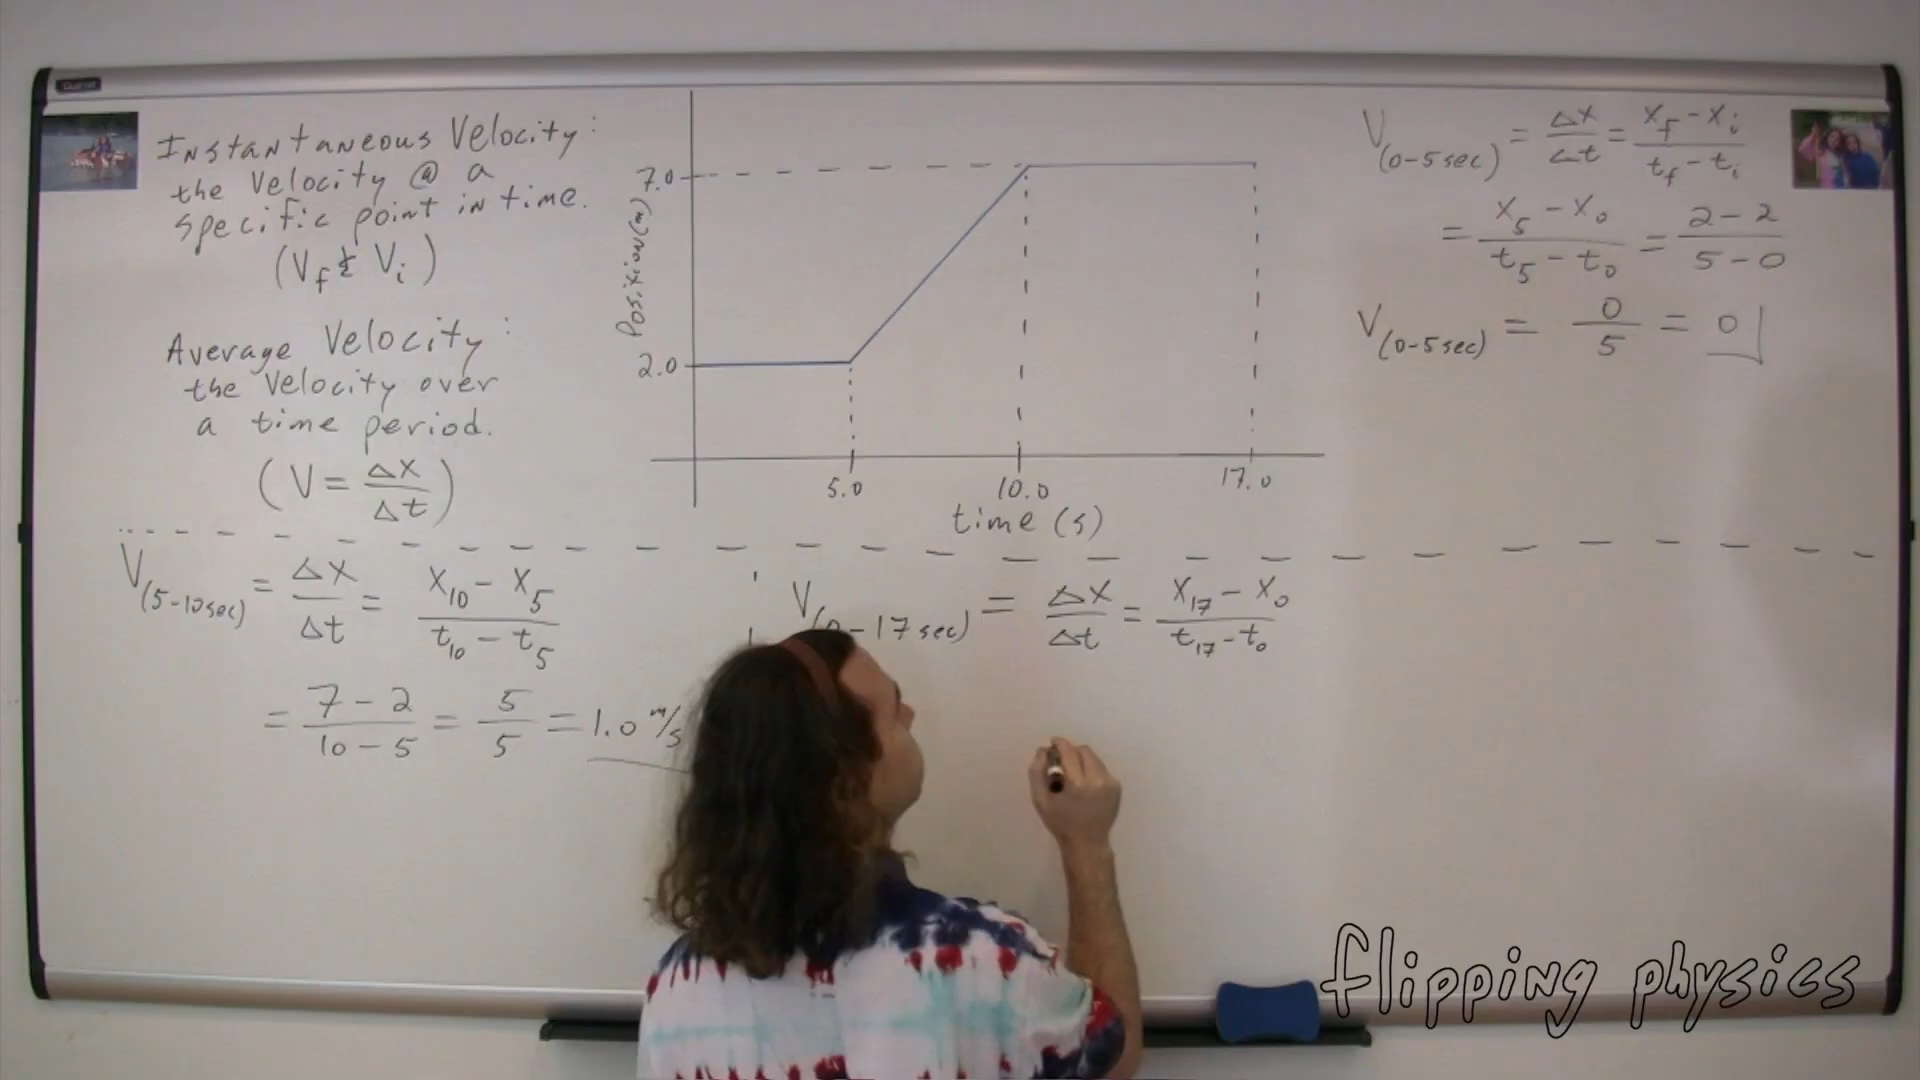 Instantaneous Velocity:
the velocity @ a
specific point in time.
(Vf & Vi)
Average Velocity:
the velocity over
a time period.
(V = Δx/Δt)
Position (m)
7.0
2.0
5.0 10.0 17.0
time (s)
V(0-5sec) = Δx/Δt = xf - xi / tf - ti
= x5 - x0 / t5 - t0 = 2 - 2 / 5 - 0
V(0-5sec) = 0/5 = 0
V(5-10sec) = Δx/Δt = x10 - x5 / t10 - t5
= 7 - 2 / 10 - 5 = 5/5 = 1.0 m/s
V(0-17sec) = Δx/Δt = x17 - x0 / t17 - t0
flipping physics